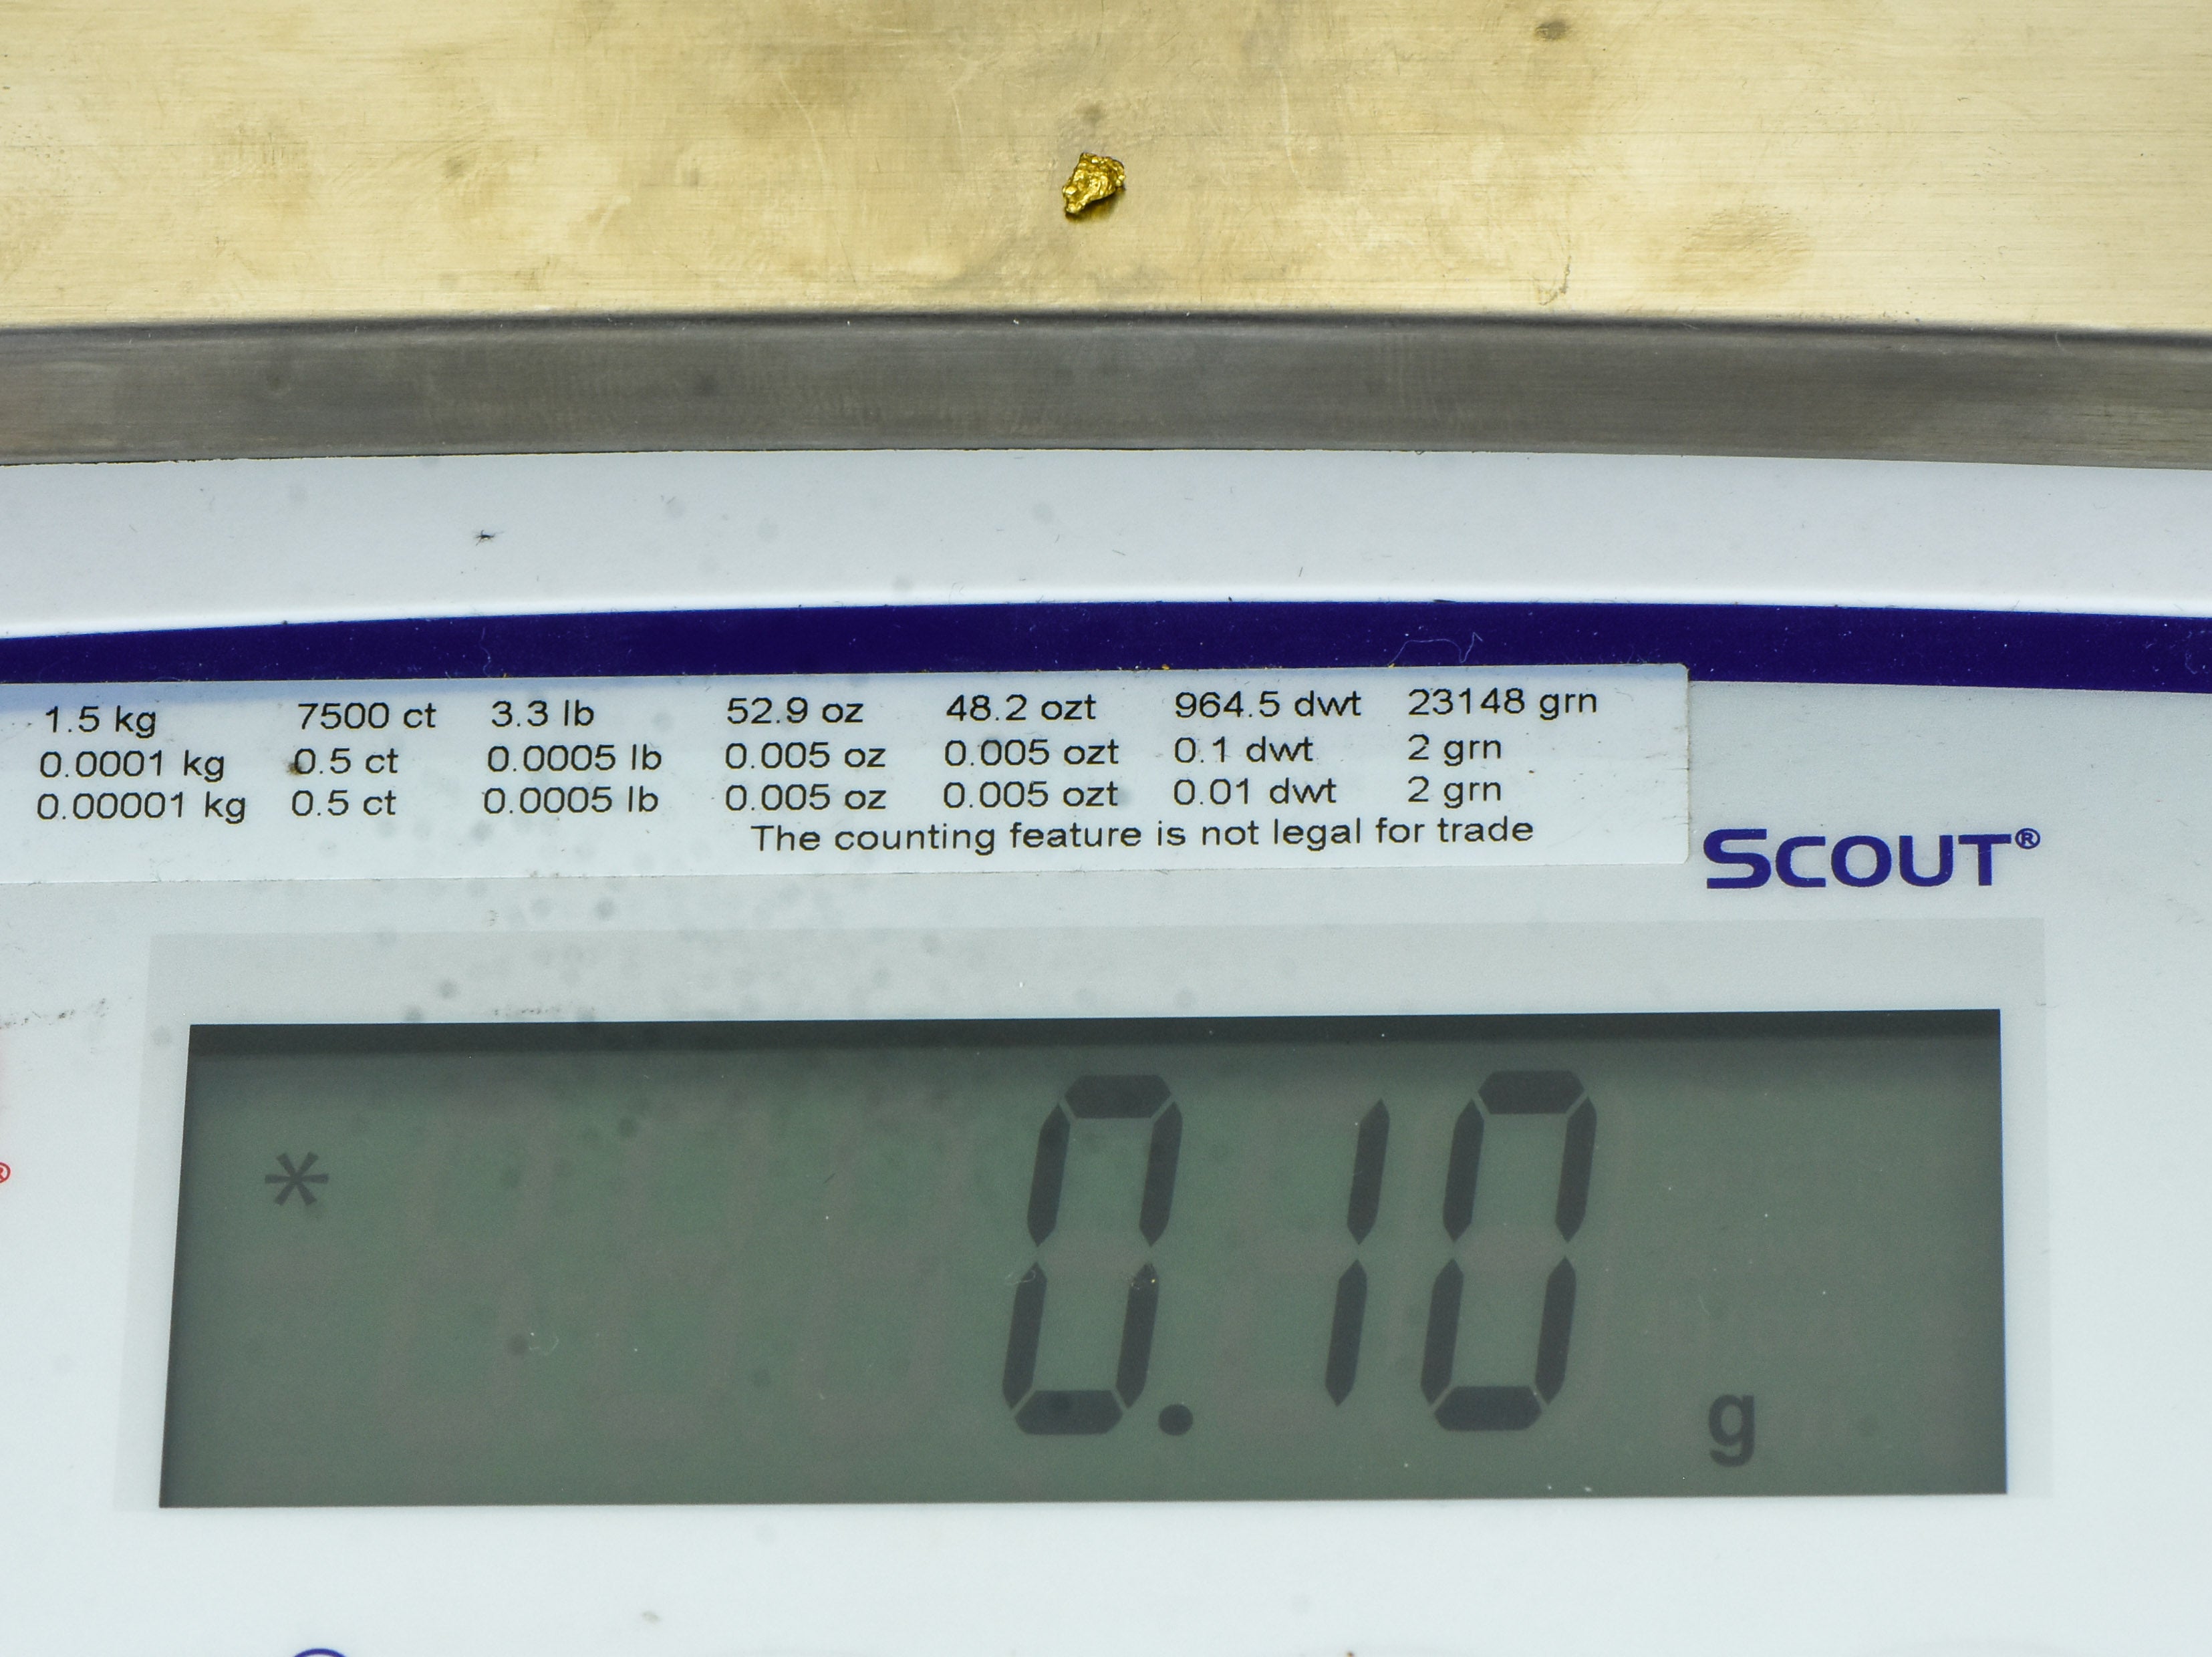 1.5 kg 7500 ct 3.3 lb 52.9 oz 48.2 ozt 964.5 dwt 23148 grn
0.0001 kg 0.5 ct 0.0005 lb 0.005 oz 0.005 ozt 0.1 dwt 2 grn
0.00001 kg 0.5 ct 0.0005 lb 0.005 oz 0.005 ozt 0.01 dwt 2 grn
The counting feature is not legal for trade
SCOUT®
®
* 0.10 g